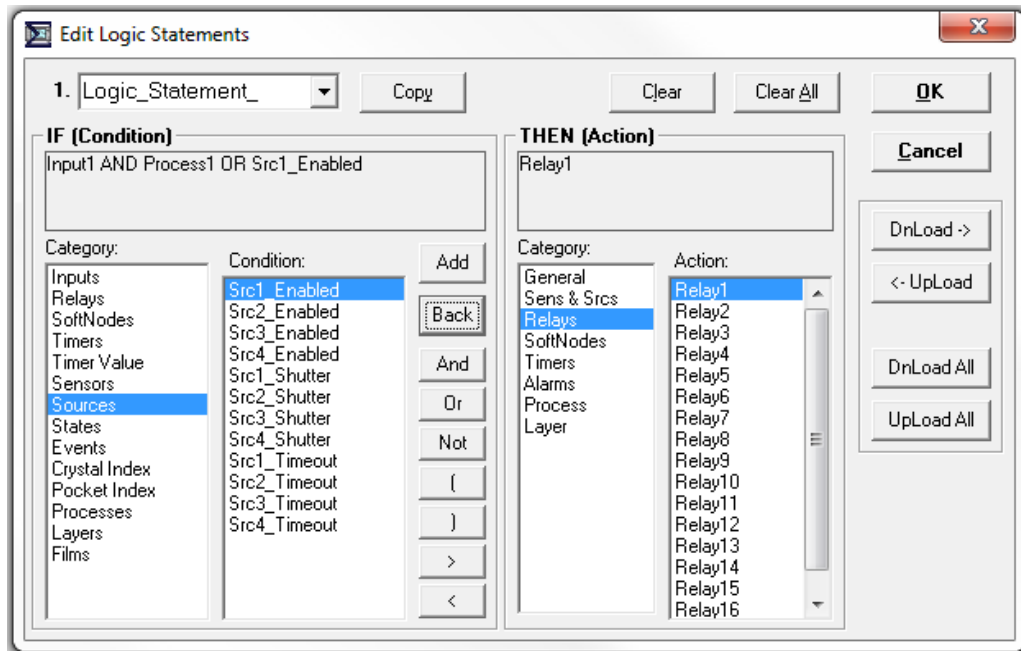 Edit Logic Statements
1. Logic_Statement_
Copy
Clear
Clear All
OK
Cancel
IF (Condition)
Input1 AND Process1 OR Src1_Enabled
THEN (Action)
Relay1
DnLoad ->
<- UpLoad
DnLoad All
UpLoad All
Category:
Inputs
Relays
SoftNodes
Timers
Timer Value
Sensors
Sources
States
Events
Crystal Index
Pocket Index
Processes
Layers
Films
Condition:
Src1_Enabled
Src2_Enabled
Src3_Enabled
Src4_Enabled
Src1_Shutter
Src2_Shutter
Src3_Shutter
Src4_Shutter
Src1_Timeout
Src2_Timeout
Src3_Timeout
Src4_Timeout
Add
Back
And
Or
Not
(
)
>
<
Category:
General
Sens & Srcs
Relays
SoftNodes
Timers
Alarms
Process
Layer
Action:
Relay1
Relay2
Relay3
Relay4
Relay5
Relay6
Relay7
Relay8
Relay9
Relay10
Relay11
Relay12
Relay13
Relay14
Relay15
Relay16